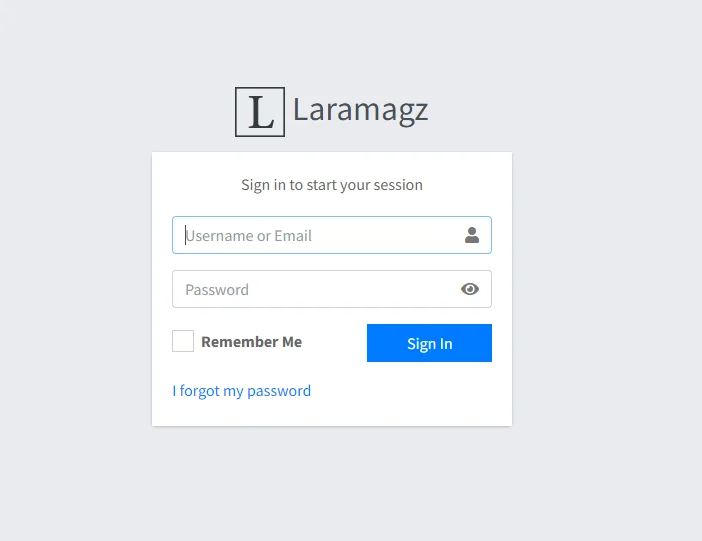 L Laramagz
Sign in to start your session
Username or Email
Password
Remember Me
Sign In
I forgot my password